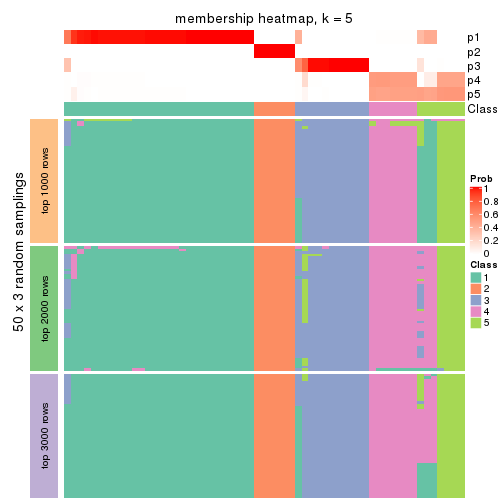 membership heatmap, k = 5
p1
p2
p3
p4
p5
Class
50 x 3 random samplings
top 1000 rows
top 2000 rows
top 3000 rows
Prob
1
0.8
0.6
0.4
0.2
0
Class
1
2
3
4
5